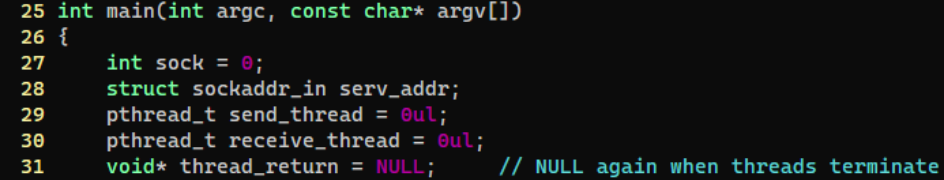 25 int main(int argc, const char* argv[])
26 {
27     int sock = 0;
28     struct sockaddr_in serv_addr;
29     pthread_t send_thread = 0ul;
30     pthread_t receive_thread = 0ul;
31     void* thread_return = NULL;     // NULL again when threads terminate